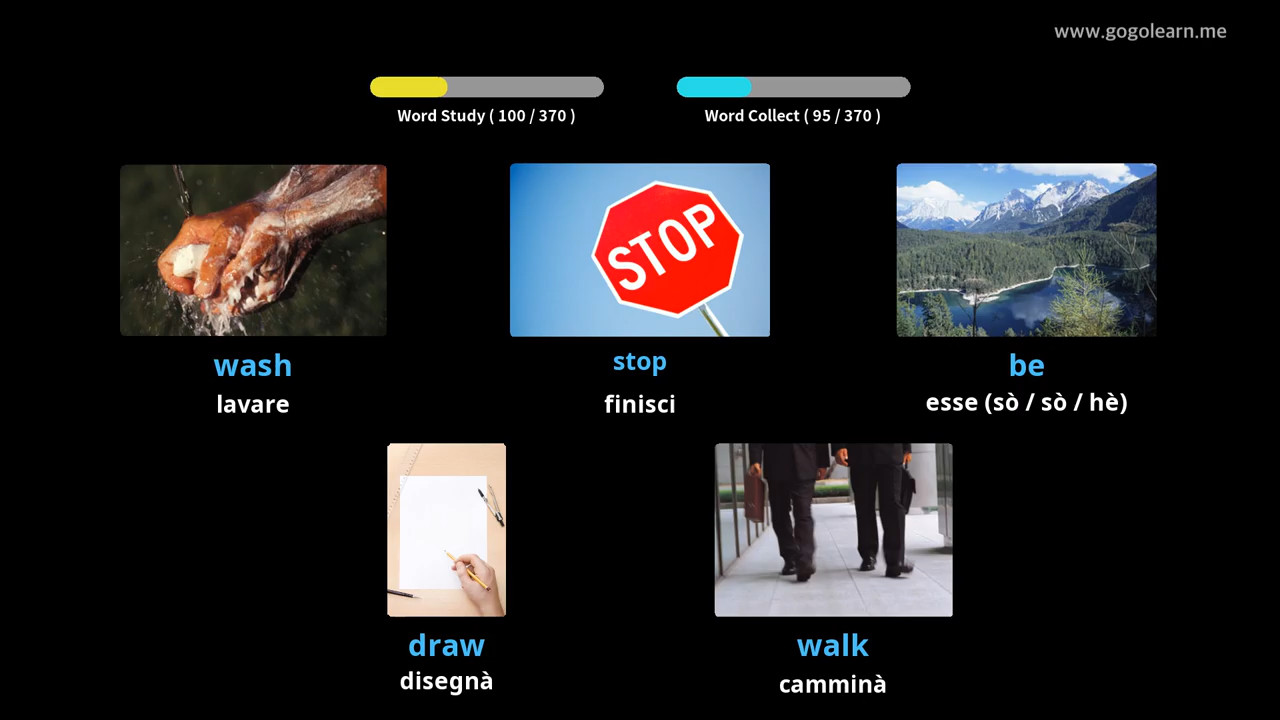 www.gogolearn.me
Word Study ( 100 / 370 )
Word Collect ( 95 / 370 )
STOP
wash
stop
be
lavare
finisci
esse (sò / sò / hè)
draw
walk
disegnà
camminà